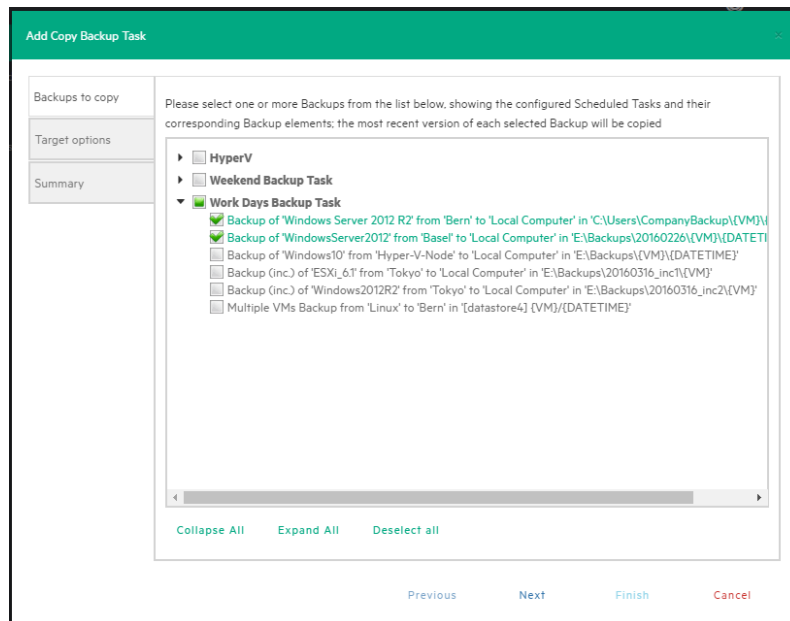 Add Copy Backup Task
Backups to copy
Target options
Summary
Please select one or more Backups from the list below, showing the configured Scheduled Tasks and their
corresponding Backup elements; the most recent version of each selected Backup will be copied
HyperV
Weekend Backup Task
Work Days Backup Task
Backup of 'Windows Server 2012 R2' from 'Bern' to 'Local Computer' in 'C:\Users\CompanyBackup\{VM}\{
Backup of 'WindowsServer2012' from 'Basel' to 'Local Computer' in 'E:\Backups\20160226\{VM}\{DATETI
Backup of 'Windows10' from 'Hyper-V-Node' to 'Local Computer' in 'E:\Backups\{VM}\{DATETIME}'
Backup (inc.) of 'ESXi_6.1' from 'Tokyo' to 'Local Computer' in 'E:\Backups\20160316_inc1\{VM}'
Backup (inc.) of 'Windows2012R2' from 'Tokyo' to 'Local Computer' in 'E:\Backups\20160316_inc2\{VM}'
Multiple VMs Backup from 'Linux' to 'Bern' in '[datastore4] {VM}/{DATETIME}'
Collapse All Expand All Deselect all
Previous Next Finish Cancel